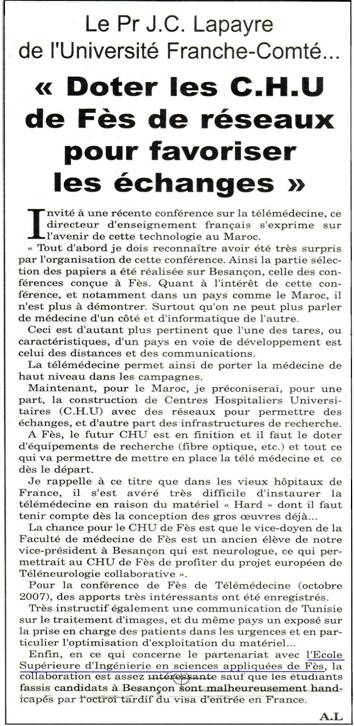 Le Pr J.C. Lapayre
de l'Université Franche-Comté...
« Doter les C.H.U
de Fès de réseaux
pour favoriser
les échanges »
Invité à une récente conférence sur la télémédecine, ce
directeur d'enseignement français s'exprime sur
l'avenir de cette technologie au Maroc.
« Tout d'abord je dois reconnaître avoir été très surpris
par l'organisation de cette conférence. Ainsi la partie sélec-
tion des papiers a été réalisée sur Besançon, celle des con-
férences conçue à Fès. Quant à l'intérêt de cette con-
férence, et notamment dans un pays comme le Maroc, il
n'est plus à démontrer. Surtout qu'on ne peut plus parler
de médecine d'un côté et d'informatique de l'autre.
Ceci est d'autant plus pertinent que l'une des tares, ou
caractéristiques, d'un pays en voie de développement est
celui des distances et des communications.
La télémédecine permet ainsi de porter la médecine de
haut niveau dans les campagnes.
Maintenant, pour le Maroc, je préconiserai, pour une
part, la construction de Centres Hospitaliers Universi-
taires (C.H.U) avec des réseaux pour permettre des
échanges, et d'autre part des infrastructures de recherche.
A Fès, le futur CHU est en finition et il faut le doter
d'équipements de recherche (fibre optique, etc.) et tout ce
qui va permettre de mettre en place la télé médecine et ce
dès le départ.
Je rappelle à ce titre que dans les vieux hôpitaux de
France, il s'est avéré très difficile d'instaurer la
télémédecine en raison du matériel « Hard » dont il faut
tenir compte dès la conception des gros œuvres déjà...
La chance pour le CHU de Fès est que le vice-doyen de la
Faculté de médecine de Fès est un ancien élève de notre
vice-président à Besançon qui est neurologue, ce qui per-
mettrait au CHU de Fès de profiter du projet européen de
Téléneurologie collaborative ».
Pour la conférence de Fès de Télémédecine (octobre
2007), des apports très intéressants ont été enregistrés.
Très instructif également une communication de Tunisie
sur le traitement d'images, et du même pays un exposé sur
la prise en charge des patients dans les urgences et en par-
ticulier l'optimisation d'exploitation du matériel...
Enfin, en ce qui concerne le partenariat avec l'Ecole
Supérieure d'Ingénierie en sciences appliquées de Fès, la
collaboration est assez intéressante sauf que les étudiants
fassis candidats à Besançon sont malheureusement hand-
icapés par l'octroi tardif du visa d'entrée en France.
A.L